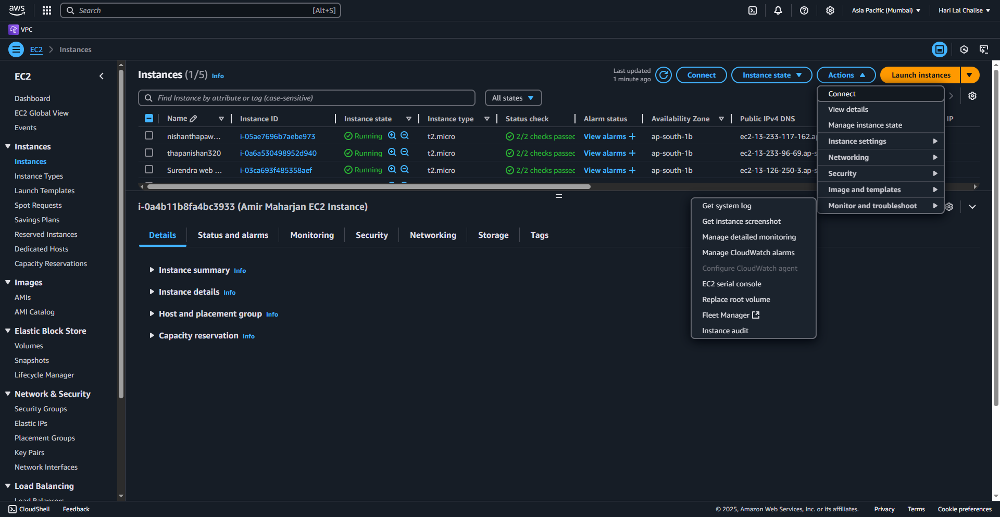 aws
Search [Alt+S]
Asia Pacific (Mumbai)
Hari Lal Chalise
VPC
EC2 Instances
EC2
Dashboard
EC2 Global View
Events
Instances
Instances
Instance Types
Launch Templates
Spot Requests
Savings Plans
Reserved Instances
Dedicated Hosts
Capacity Reservations
Images
AMIs
AMI Catalog
Elastic Block Store
Volumes
Snapshots
Lifecycle Manager
Network & Security
Security Groups
Elastic IPs
Placement Groups
Key Pairs
Network Interfaces
Load Balancing
Load Balancers
Instances (1/5) Info
Last updated
1 minute ago
Connect
Instance state
Actions
Launch instances
Find Instance by attribute or tag (case-sensitive)
All states
Name Instance ID Instance state Instance type Status check Alarm status Availability Zone Public IPv4 DNS IP
nishanthapaw... i-05ae7696b7aebe973 Running t2.micro 2/2 checks passec View alarms + ap-south-1b ec2-13-233-117-162.a
thapanishan320 i-0a6a530498952d940 Running t2.micro 2/2 checks passec View alarms + ap-south-1b ec2-13-233-96-69.ap-s
Surendra web ... i-03ca693f485358aef Running t2.micro 2/2 checks passec View alarms + ap-south-1b ec2-13-126-250-3.ap-s
Connect
View details
Manage instance state
Instance settings
Networking
Security
Image and templates
Monitor and troubleshoot
Get system log
Get instance screenshot
Manage detailed monitoring
Manage CloudWatch alarms
Configure CloudWatch agent
EC2 serial console
Replace root volume
Fleet Manager
Instance audit
i-0a4b11b8fa4bc3933 (Amir Maharjan EC2 Instance)
Details Status and alarms Monitoring Security Networking Storage Tags
Instance summary Info
Instance details Info
Host and placement group Info
Capacity reservation Info
CloudShell Feedback
© 2025, Amazon Web Services, Inc. or its affiliates. Privacy Terms Cookie preferences